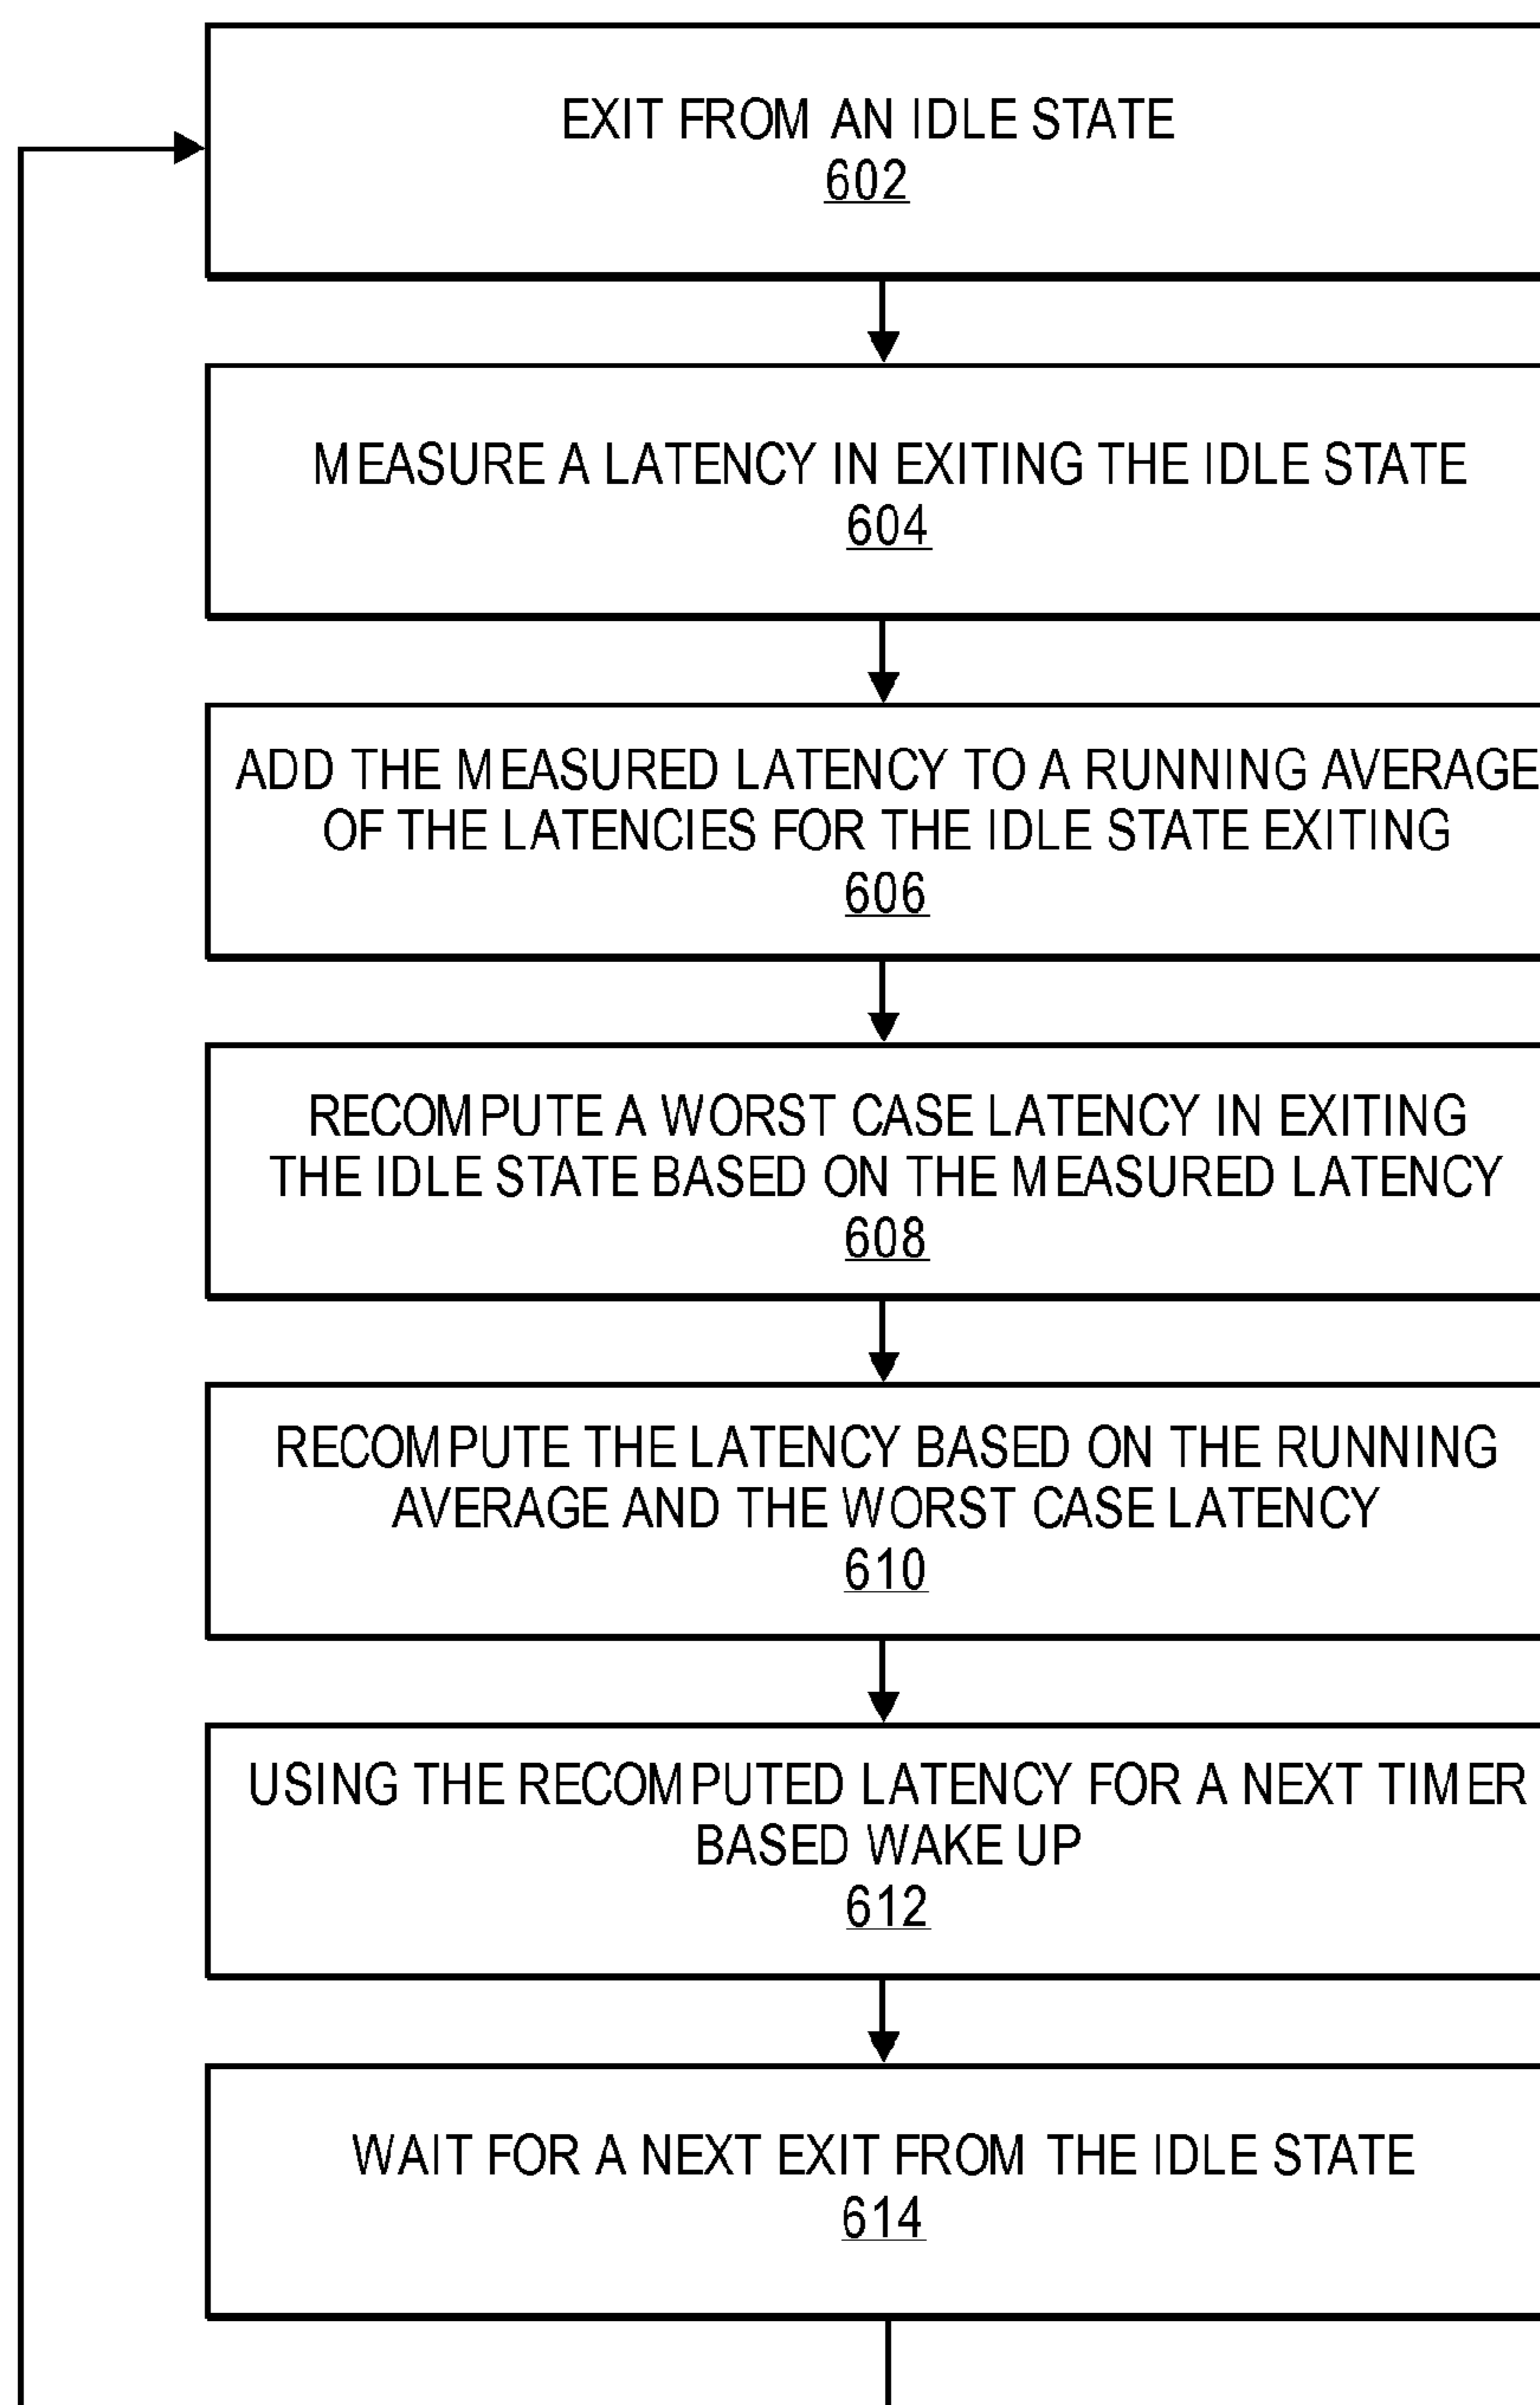 EXIT FROM AN IDLE STATE
602
MEASURE A LATENCY IN EXITING THE IDLE STATE
604
ADD THE MEASURED LATENCY TO A RUNNING AVERAGE
OF THE LATENCIES FOR THE IDLE STATE EXITING
606
RECOMPUTE A WORST CASE LATENCY IN EXITING
THE IDLE STATE BASED ON THE MEASURED LATENCY
608
RECOMPUTE THE LATENCY BASED ON THE RUNNING
AVERAGE AND THE WORST CASE LATENCY
610
USING THE RECOMPUTED LATENCY FOR A NEXT TIMER
BASED WAKE UP
612
WAIT FOR A NEXT EXIT FROM THE IDLE STATE
614